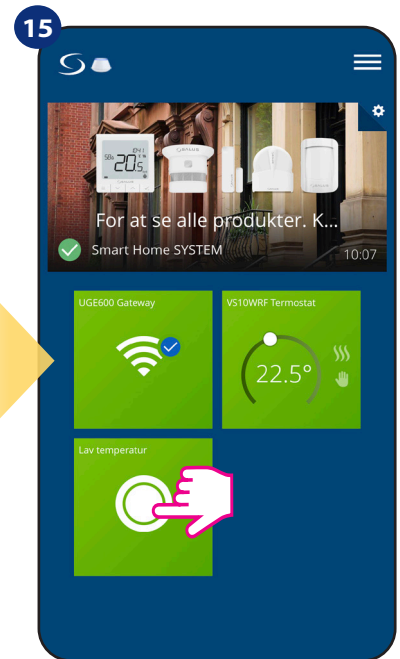 15
For at se alle produkter. K...
Smart Home SYSTEM
10:07
UGE600 Gateway
VS10WRF Termostat
22.5°
Lav temperatur